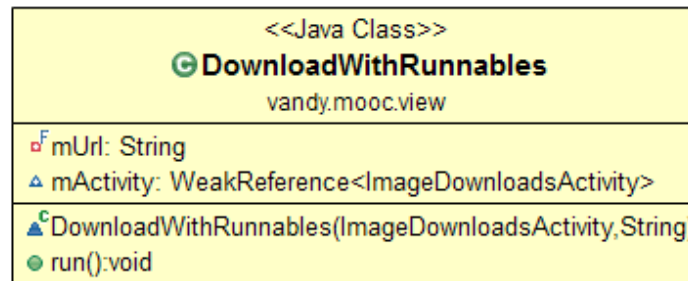 <<Java Class>>
DownloadWithRunnables
vandy.mooc.view
mUrl: String
mActivity: WeakReference<ImageDownloadsActivity>
DownloadWithRunnables(ImageDownloadsActivity,String)
run():void